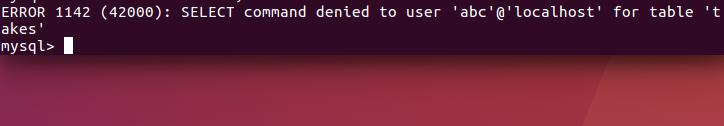 ERROR 1142 (42000): SELECT command denied to user 'abc'@'localhost' for table 't
akes'
mysql>